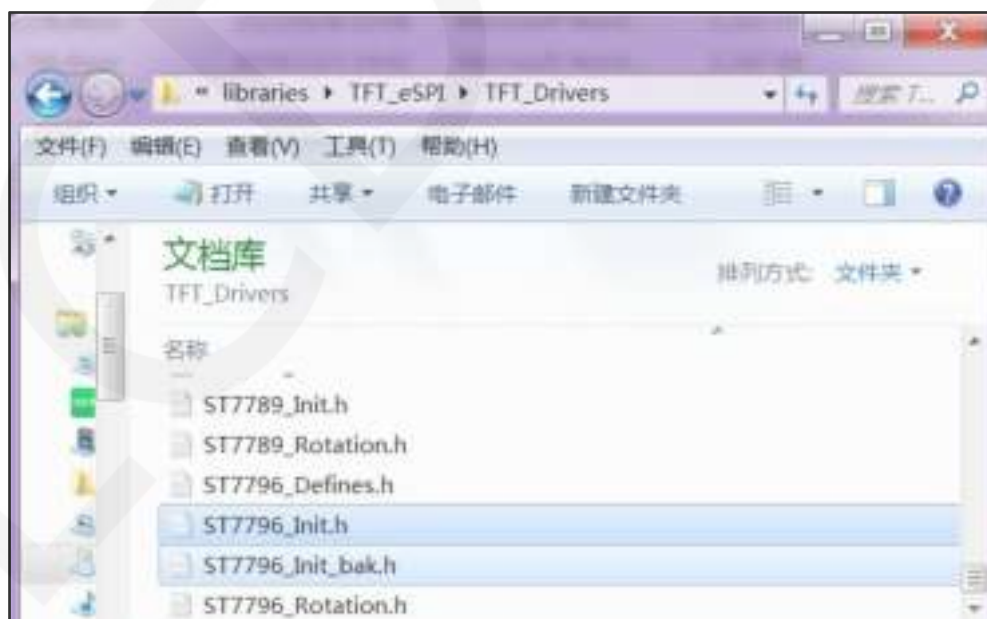 « libraries ▸ TFT_eSPI ▸ TFT_Drivers
搜索 T...
文件(F) 编辑(E) 查看(V) 工具(T) 帮助(H)
组织 打开 共享 电子邮件 新建文件夹
文档库
TFT_Drivers
排列方式: 文件夹
名称
ST7789_Init.h
ST7789_Rotation.h
ST7796_Defines.h
ST7796_Init.h
ST7796_Init_bak.h
ST7796_Rotation.h